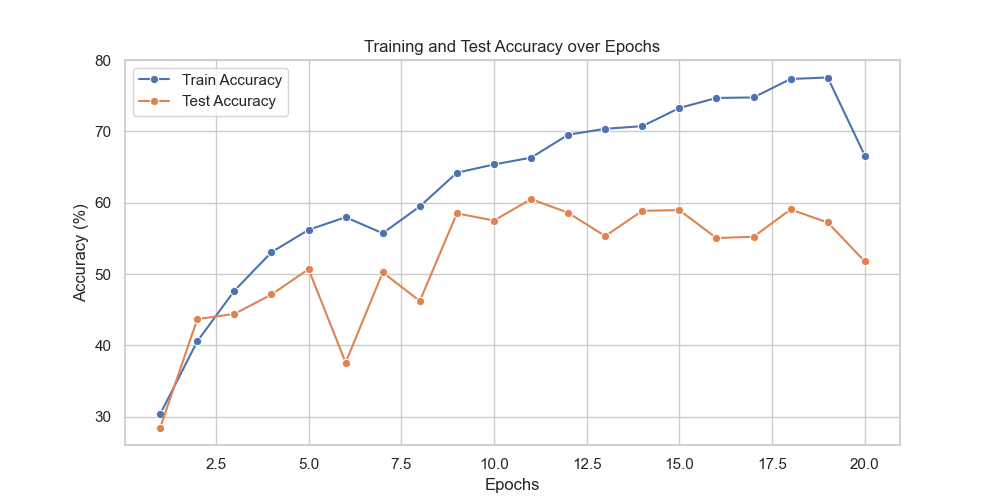 Training and Test Accuracy over Epochs
Train Accuracy
Test Accuracy
Accuracy (%)
80
70
60
50
40
30
2.5 5.0 7.5 10.0 12.5 15.0 17.5 20.0
Epochs